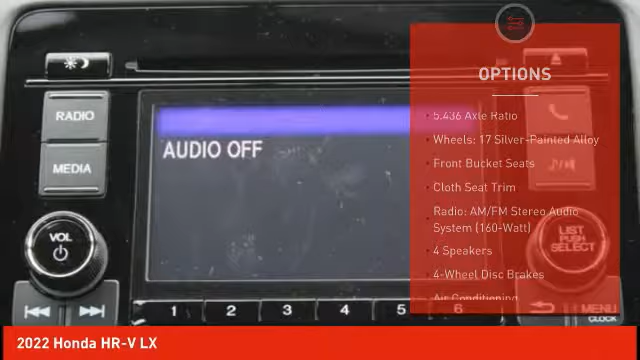 RADIO
MEDIA
VOL
AUDIO OFF
1 2 3 4 5 6
LIST
PUSH
SELECT
MENU
CLOCK
OPTIONS
5.436 Axle Ratio
Wheels: 17 Silver-Painted Alloy
Front Bucket Seats
Cloth Seat Trim
Radio: AM/FM Stereo Audio
System (160-Watt)
4 Speakers
4-Wheel Disc Brakes
Air Conditioning
2022 Honda HR-V LX